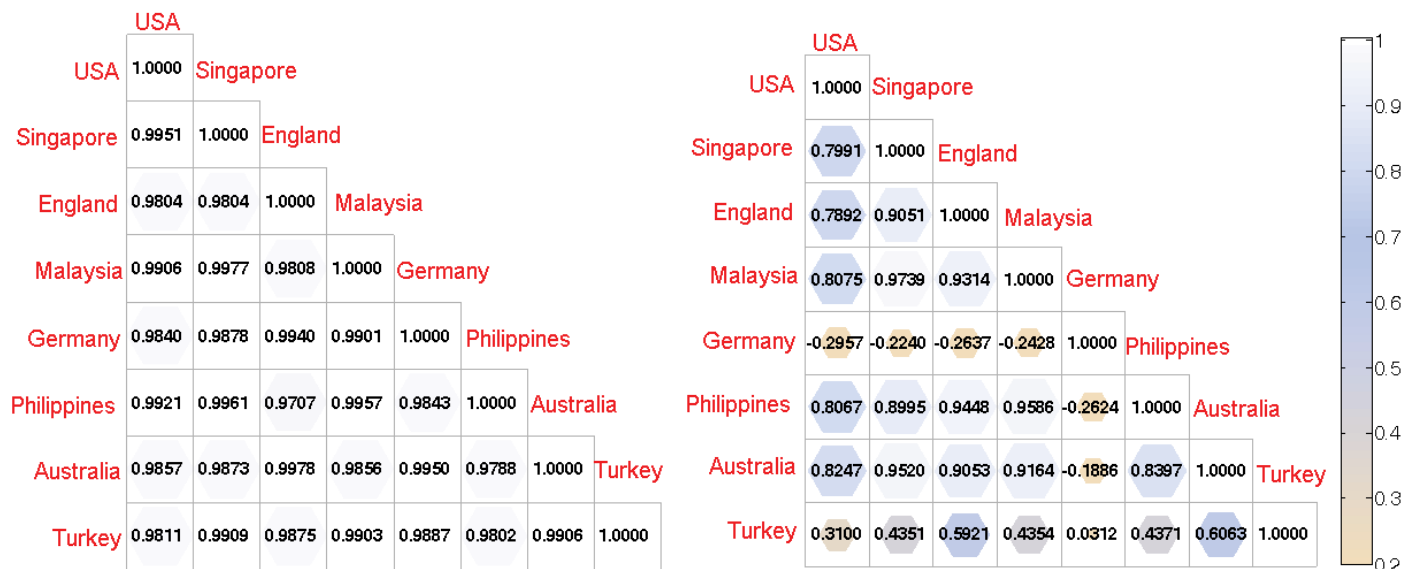 USA
USA 1.0000 Singapore
Singapore 0.9951 1.0000 England
England 0.9804 0.9804 1.0000 Malaysia
Malaysia 0.9906 0.9977 0.9808 1.0000 Germany
Germany 0.9840 0.9878 0.9940 0.9901 1.0000 Philippines
Philippines 0.9921 0.9961 0.9707 0.9957 0.9843 1.0000 Australia
Australia 0.9857 0.9873 0.9978 0.9856 0.9950 0.9788 1.0000 Turkey
Turkey 0.9811 0.9909 0.9875 0.9903 0.9887 0.9802 0.9906 1.0000
USA
USA 1.0000 Singapore
Singapore 0.7991 1.0000 England
England 0.7892 0.9051 1.0000 Malaysia
Malaysia 0.8075 0.9739 0.9314 1.0000 Germany
Germany -0.2957 -0.2240 -0.2637 -0.2428 1.0000 Philippines
Philippines 0.8067 0.8995 0.9448 0.9586 -0.2624 1.0000 Australia
Australia 0.8247 0.9520 0.9053 0.9164 -0.1886 0.8397 1.0000 Turkey
Turkey 0.3100 0.4351 0.5921 0.4354 0.0312 0.4371 0.6063 1.0000
1
0.9
0.8
0.7
0.6
0.5
0.4
0.3
0.2